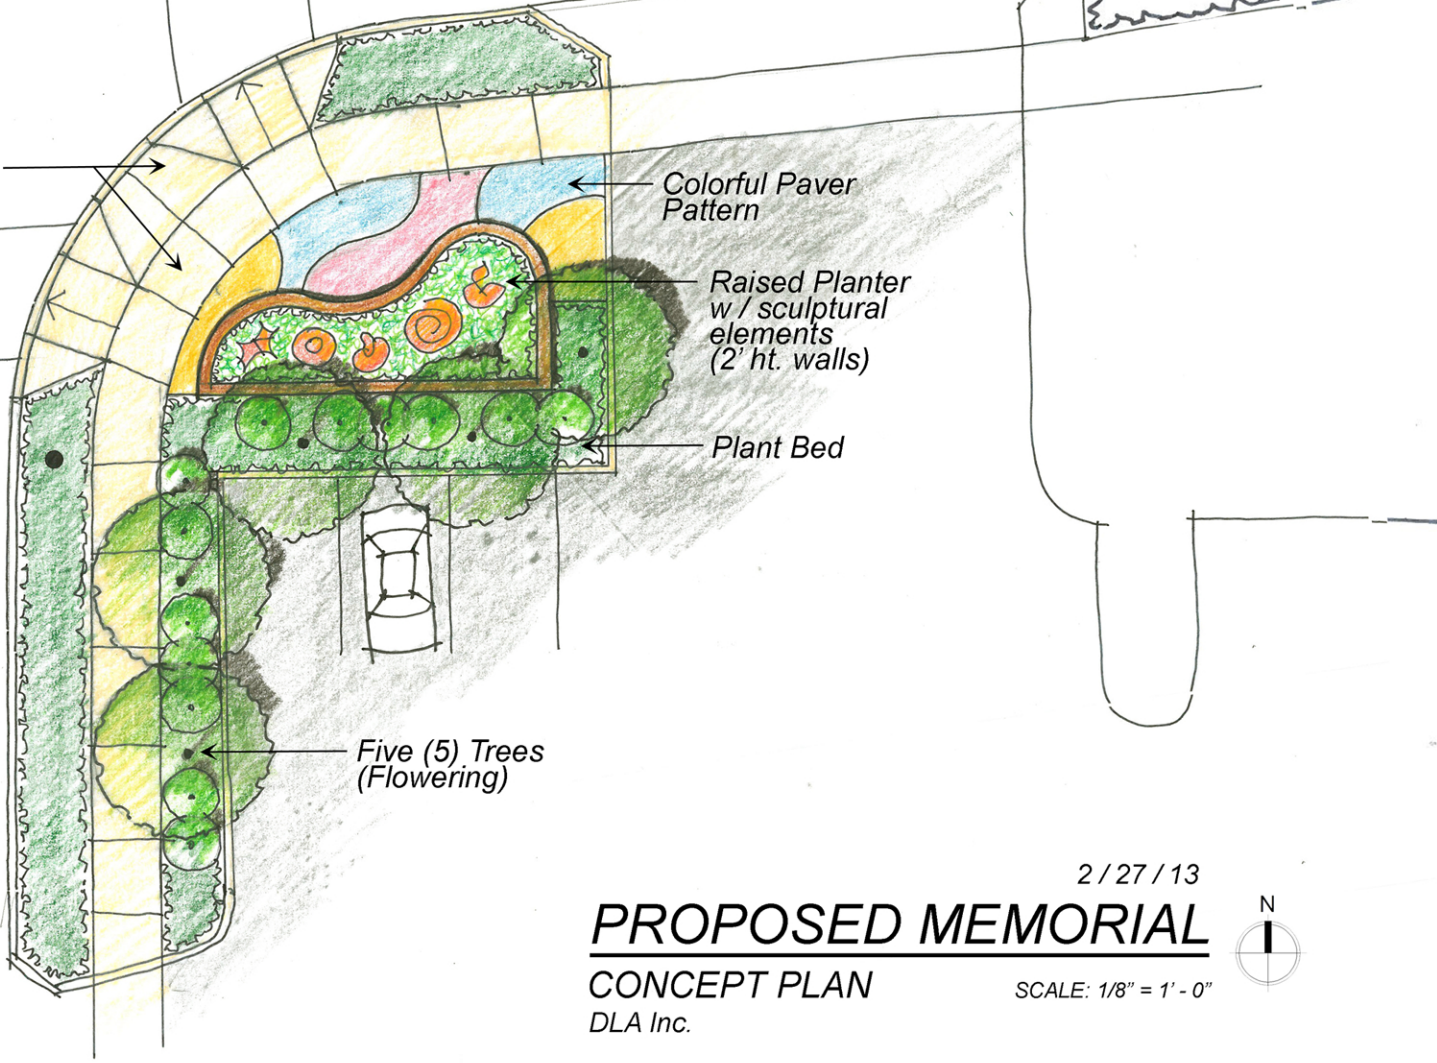 Colorful Paver
Pattern
Raised Planter
w / sculptural
elements
(2' ht. walls)
Plant Bed
Five (5) Trees
(Flowering)
2 / 27 / 13
PROPOSED MEMORIAL
N
CONCEPT PLAN
SCALE: 1/8" = 1' - 0"
DLA Inc.